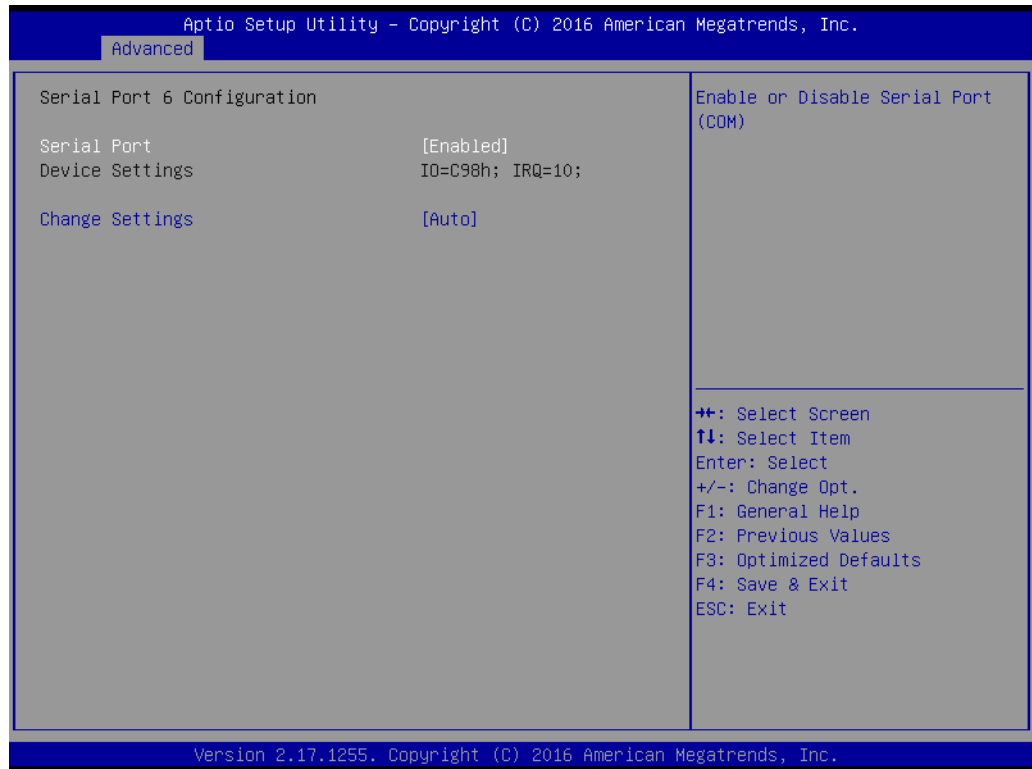 Aptio Setup Utility – Copyright (C) 2016 American Megatrends, Inc.
Advanced
Serial Port 6 Configuration
Serial Port [Enabled]
Device Settings IO=C98h; IRQ=10;
Change Settings [Auto]
Enable or Disable Serial Port
(COM)
→←: Select Screen
↑↓: Select Item
Enter: Select
+/-: Change Opt.
F1: General Help
F2: Previous Values
F3: Optimized Defaults
F4: Save & Exit
ESC: Exit
Version 2.17.1255. Copyright (C) 2016 American Megatrends, Inc.